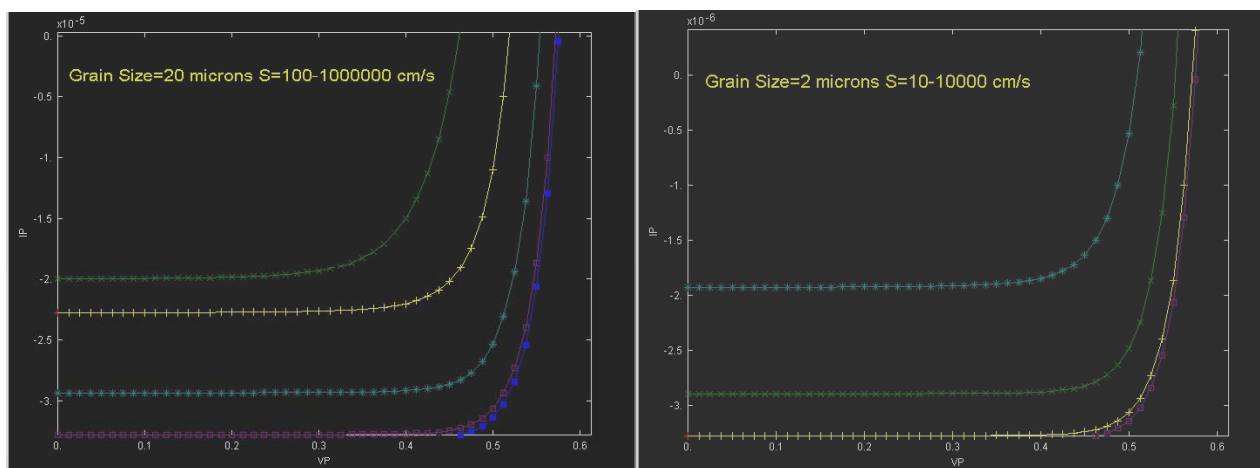 x10^-5
0.
Grain Size=20 microns S=100-1000000 cm/s
-0.5
-1.
-1.5
IP
-2.
-2.5
-3.
0. 0.1 0.2 0.3 0.4 0.5 0.6
VP
x10^-6
0.
Grain Size=2 microns S=10-10000 cm/s
-0.5
-1.
-1.5
IP
-2.
-2.5
-3.
0. 0.1 0.2 0.3 0.4 0.5 0.6
VP